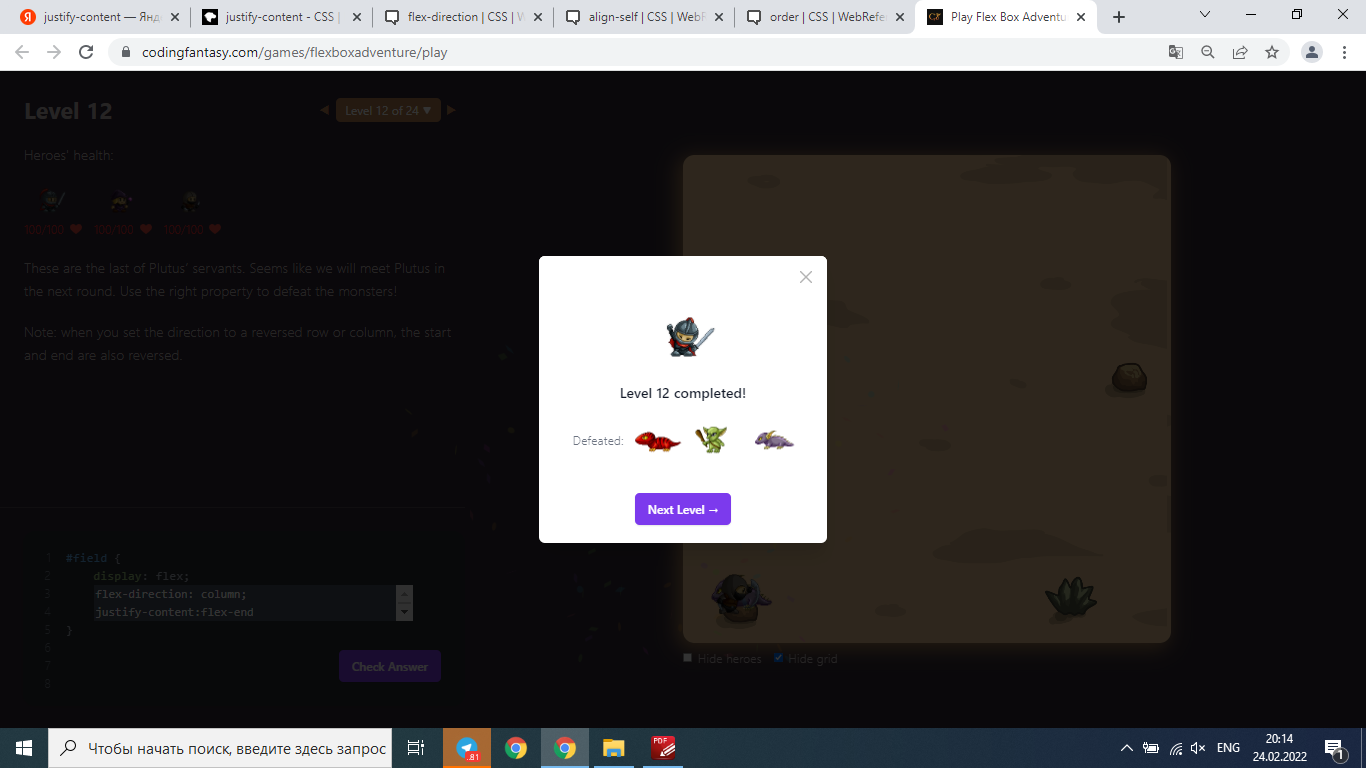 justify-content — Янд
justify-content - CSS |
flex-direction | CSS | W
align-self | CSS | WebR
order | CSS | WebRefe
Play Flex Box Adventu
codingfantasy.com/games/flexboxadventure/play
Level 12
Level 12 of 24 ▼
Heroes' health:
100/100 100/100 100/100
These are the last of Plutus' servants. Seems like we will meet Plutus in
the next round. Use the right property to defeat the monsters!
Note: when you set the direction to a reversed row or column, the start
and end are also reversed.
Level 12 completed!
Defeated:
Next Level →
1 #field {
2 display: flex;
3 flex-direction: column;
4 justify-content:flex-end
5 }
6
7
8
Check Answer
Hide heroes Hide grid
Чтобы начать поиск, введите здесь запрос
81
PDF
ENG
20:14
24.02.2022
1